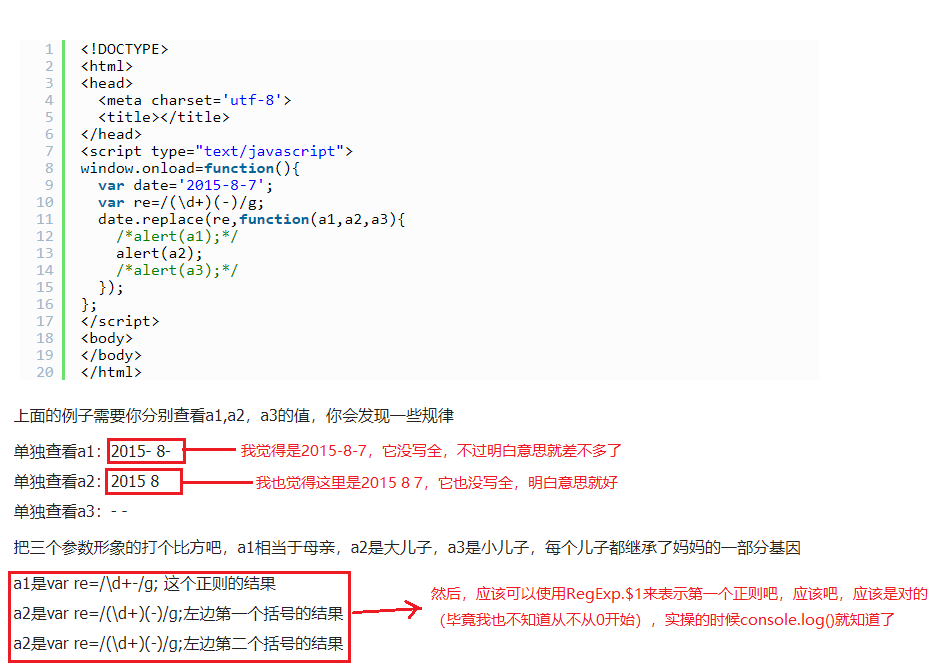 1 <!DOCTYPE>
2 <html>
3 <head>
4 <meta charset='utf-8'>
5 <title></title>
6 </head>
7 <script type="text/javascript">
8 window.onload=function(){
9 var date='2015-8-7';
10 var re=/(\d+)(-)/g;
11 date.replace(re,function(a1,a2,a3){
12 /*alert(a1);*/
13 alert(a2);
14 /*alert(a3);*/
15 });
16 };
17 </script>
18 <body>
19 </body>
20 </html>
上面的例子需要你分别查看a1,a2，a3的值，你会发现一些规律
单独查看a1：2015- 8- 我觉得是2015-8-7，它没写全，不过明白意思就差不多了
单独查看a2：2015 8 我也觉得这里是2015 8 7，它也没写全，明白意思就好
单独查看a3：- -
把三个参数形象的打个比方吧，a1相当于母亲，a2是大儿子，a3是小儿子，每个儿子都继承了妈妈的一部分基因
a1是var re=/\d+-/g; 这个正则的结果
a2是var re=/(\d+)(-)/g;左边第一个括号的结果
a2是var re=/(\d+)(-)/g;左边第二个括号的结果
然后，应该可以使用RegExp.$1来表示第一个正则吧，应该吧，应该是对的
（毕竟我也不知道从不从0开始），实操的时候console.log()就知道了